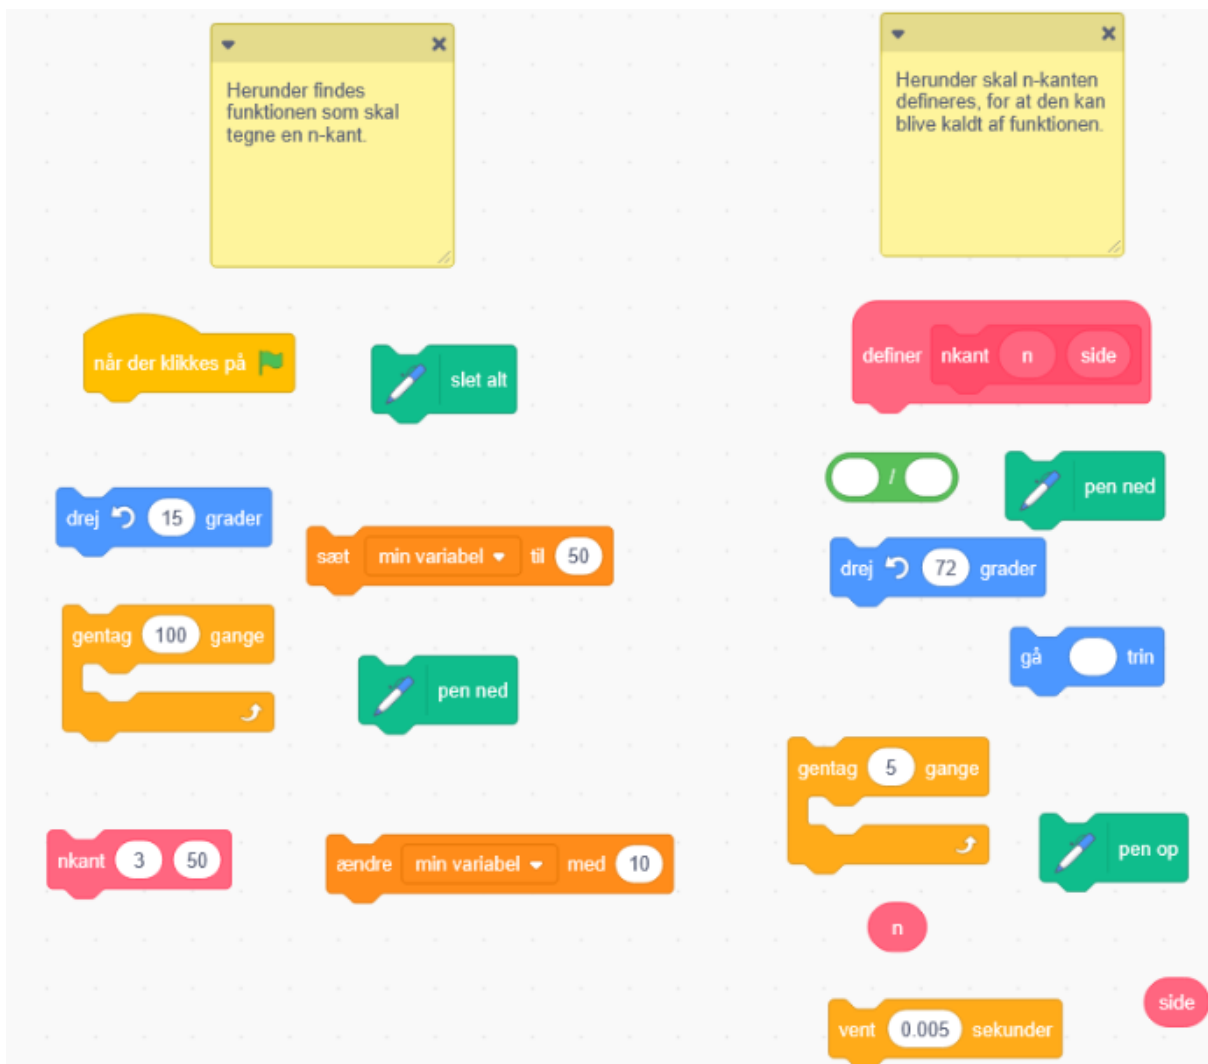 Herunder findes
funktionen som skal
tegne en n-kant.
Herunder skal n-kanten
defineres, for at den kan
blive kaldt af funktionen.
når der klikkes på
slet alt
drej 15 grader
sæt min variabel til 50
gentag 100 gange
pen ned
nkant 3 50
ændre min variabel med 10
definer nkant n side
/
pen ned
drej 72 grader
gå trin
gentag 5 gange
pen op
n
side
vent 0.005 sekunder